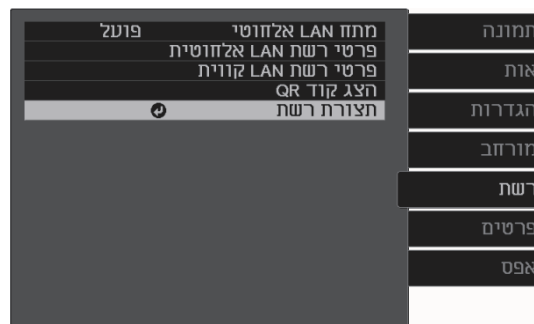 מתח LAN אלחוטי פועל
פרטי רשת LAN אלחוטית
פרטי רשת LAN קווית
הצג קוד QR
תצורת רשת
תמונה
אות
הגדרות
מורחב
רשת
פרטים
אפס